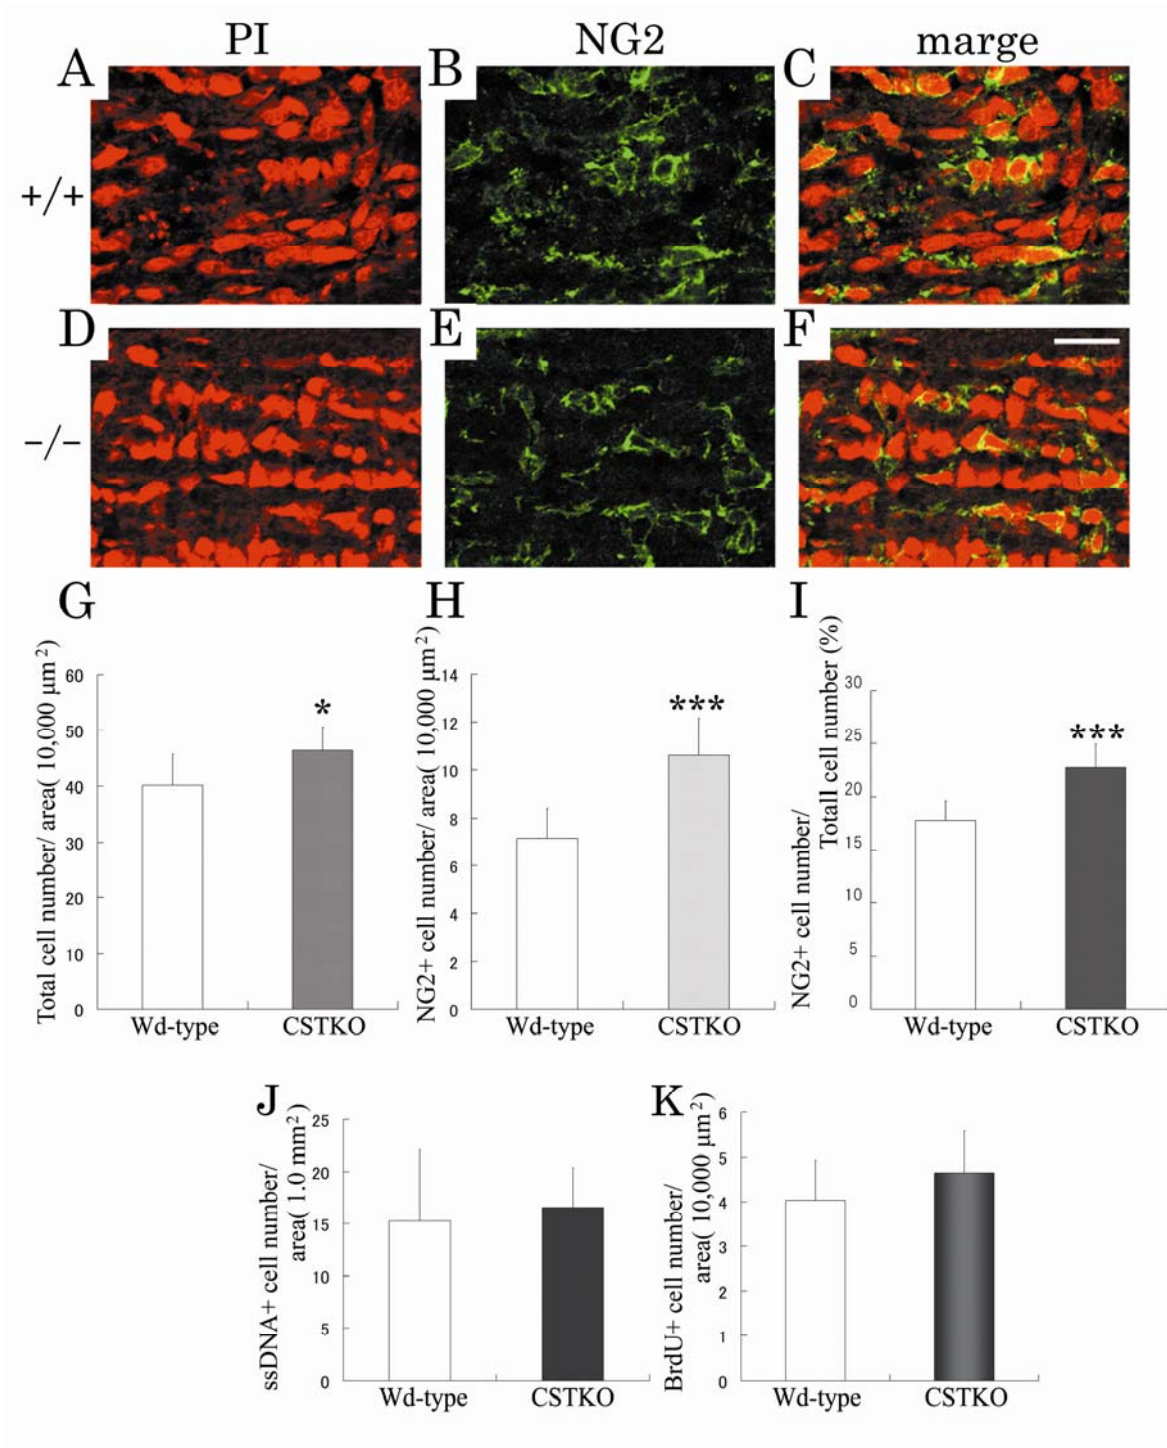 PI NG2 marge
A B C
+/+
D E F
−/−
G H I
Total cell number/ area( 10,000 µm²)
60
50
40
30
20
10
0
*
Wd-type CSTKO
NG2+ cell number/ area( 10,000 µm²)
14
12
10
8
6
4
2
0
***
Wd-type CSTKO
NG2+ cell number/
Totall cell number (%)
30
25
20
15
10
5
0
***
Wd-type CSTKO
J K
ssDNA+ cell number/
area( 1.0 mm²)
25
20
15
10
5
0
Wd-type CSTKO
BrdU+ cell number/
area( 10,000 µm²)
6
5
4
3
2
1
0
Wd-type CSTKO